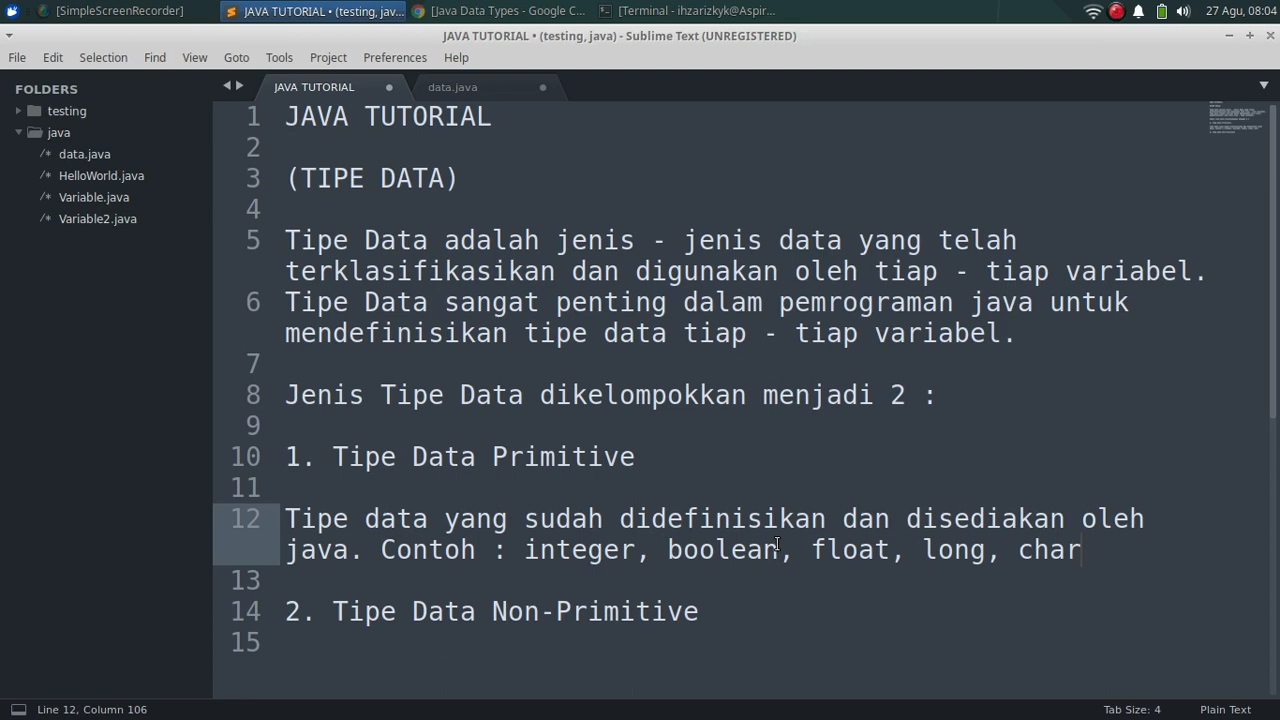 [SimpleScreenRecorder]
JAVA TUTORIAL • (testing, jav...
[Java Data Types - Google C...
[Terminal - ihzarizkyk@Aspir...
27 Agu, 08:04
JAVA TUTORIAL • (testing, java) - Sublime Text (UNREGISTERED)
File Edit Selection View Goto Tools Project Preferences Help
FOLDERS
testing
java
/* data.java
/* HelloWorld.java
/* Variable.java
/* Variable2.java
JAVA TUTORIAL
data.java
1 JAVA TUTORIAL
2
3 (TIPE DATA)
4
5 Tipe Data adalah jenis - jenis data yang telah
terklasifikasikan dan digunakan oleh tiap - tiap variabel.
6 Tipe Data sangat penting dalam pemrograman java untuk
mendefinisikan tipe data tiap - tiap variabel.
7
8 Jenis Tipe Data dikelompokkan menjadi 2 :
9
10 1. Tipe Data Primitive
11
12 Tipe data yang sudah didefinisikan dan disediakan oleh
java. Contoh : integer, boolean, float, long, char
13
14 2. Tipe Data Non-Primitive
15
Line 12, Column 106
Tab Size: 4
Plain Text